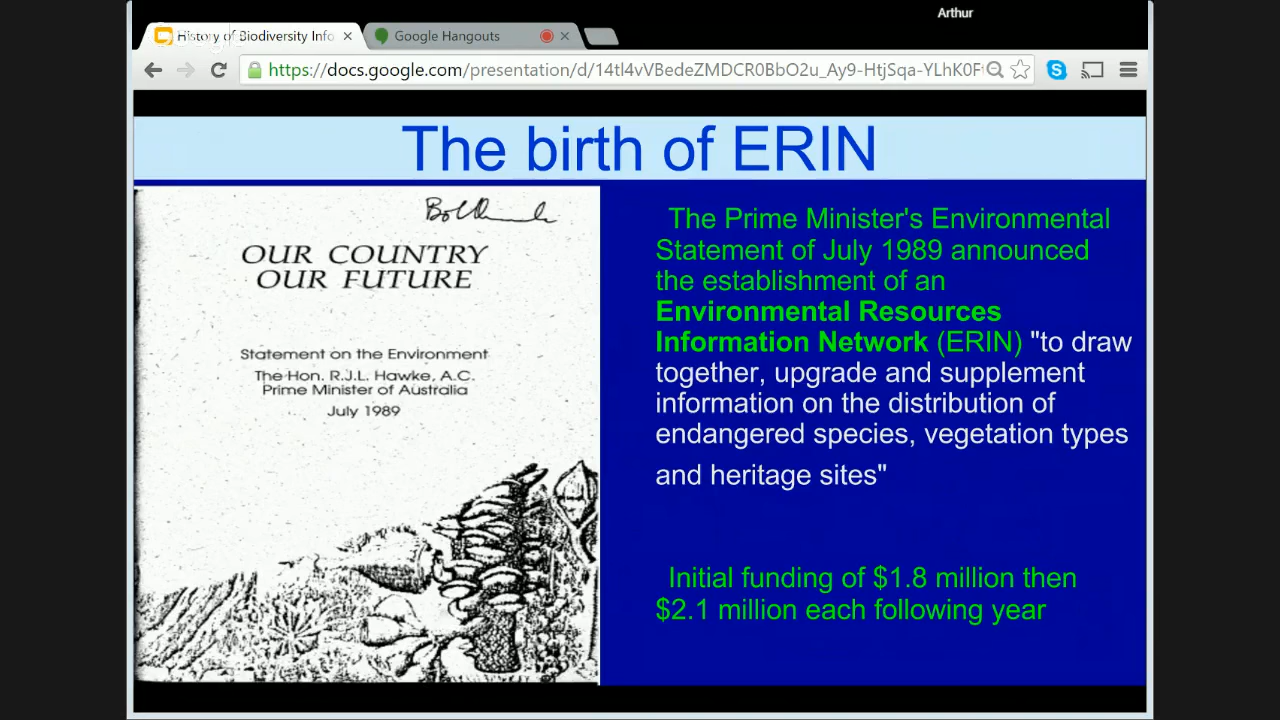 Arthur
History of Biodiversity Info
Google Hangouts
https://docs.google.com/presentation/d/14tl4vVBedeZMDCR0BbO2u_Ay9-HtjSqa-YLhK0F
The birth of ERIN
OUR COUNTRY
OUR FUTURE
Statement on the Environment
The Hon. R.J.L. Hawke, A.C.
Prime Minister of Australia
July 1989
The Prime Minister's Environmental
Statement of July 1989 announced
the establishment of an
Environmental Resources
Information Network (ERIN) "to draw
together, upgrade and supplement
information on the distribution of
endangered species, vegetation types
and heritage sites"
Initial funding of $1.8 million then
$2.1 million each following year